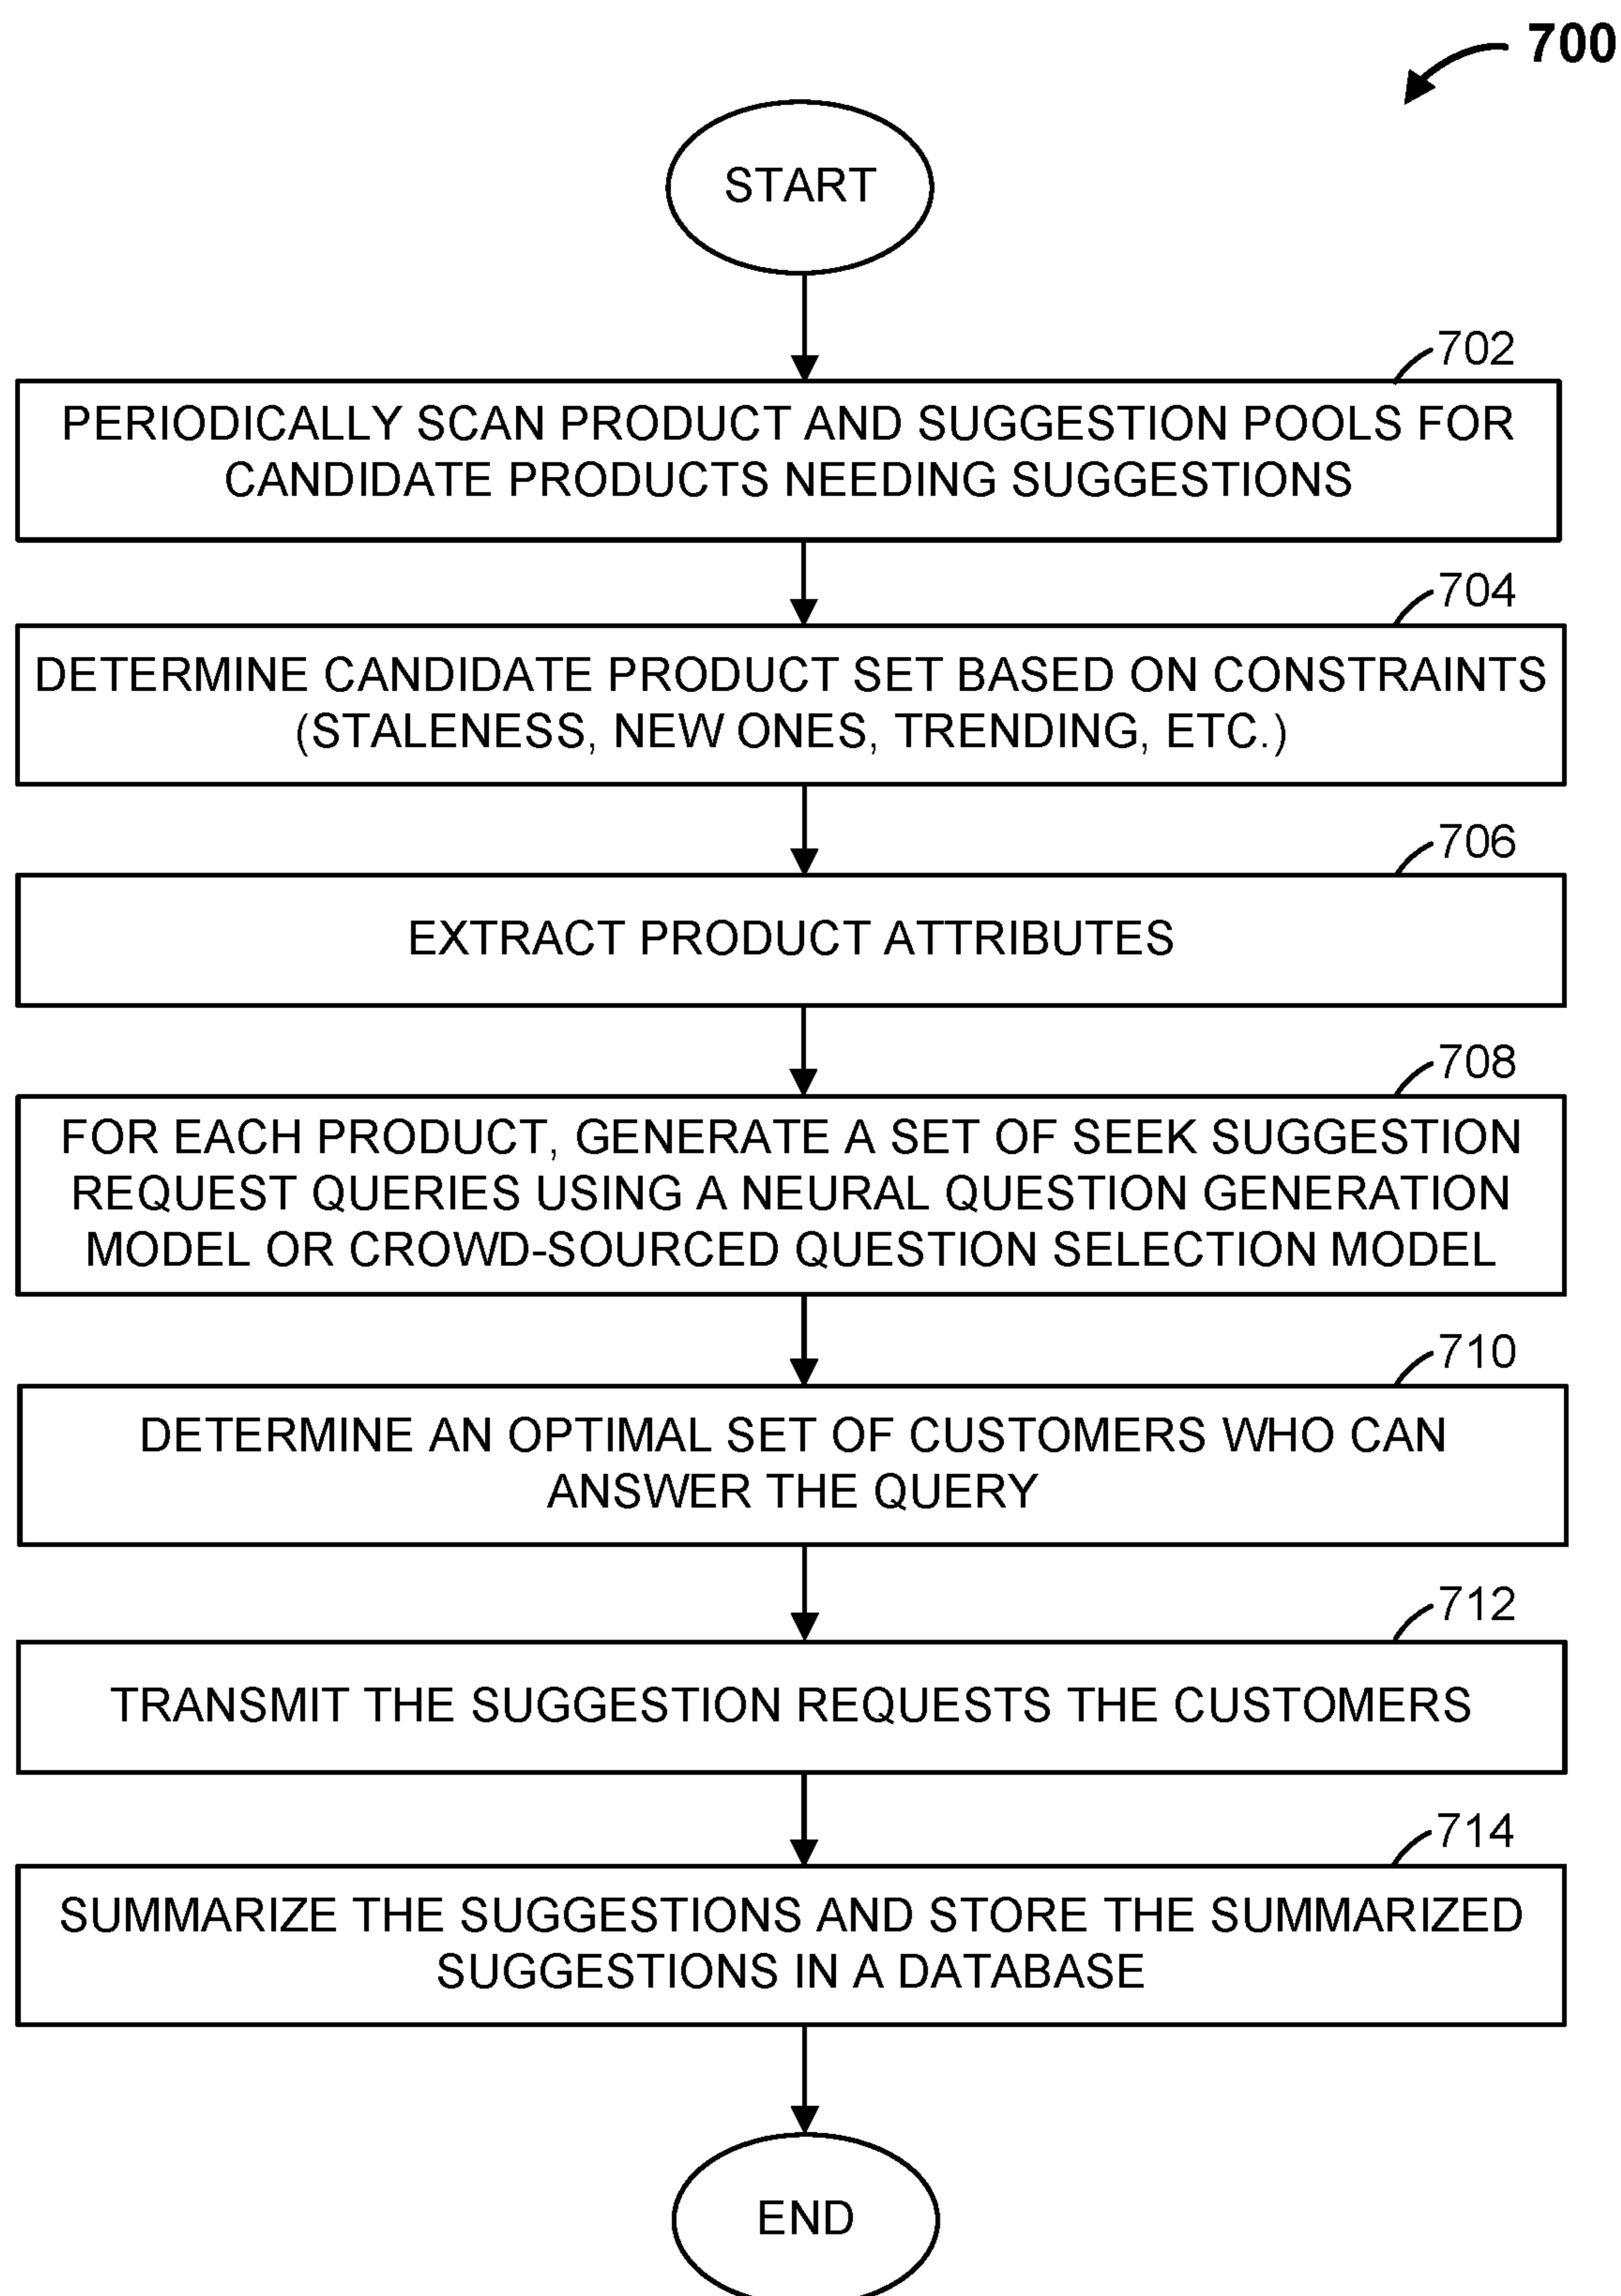 700
START
702
PERIODICALLY SCAN PRODUCT AND SUGGESTION POOLS FOR
CANDIDATE PRODUCTS NEEDING SUGGESTIONS
704
DETERMINE CANDIDATE PRODUCT SET BASED ON CONSTRAINTS
(STALENESS, NEW ONES, TRENDING, ETC.)
706
EXTRACT PRODUCT ATTRIBUTES
708
FOR EACH PRODUCT, GENERATE A SET OF SEEK SUGGESTION
REQUEST QUERIES USING A NEURAL QUESTION GENERATION
MODEL OR CROWD-SOURCED QUESTION SELECTION MODEL
710
DETERMINE AN OPTIMAL SET OF CUSTOMERS WHO CAN
ANSWER THE QUERY
712
TRANSMIT THE SUGGESTION REQUESTS THE CUSTOMERS
714
SUMMARIZE THE SUGGESTIONS AND STORE THE SUMMARIZED
SUGGESTIONS IN A DATABASE
END